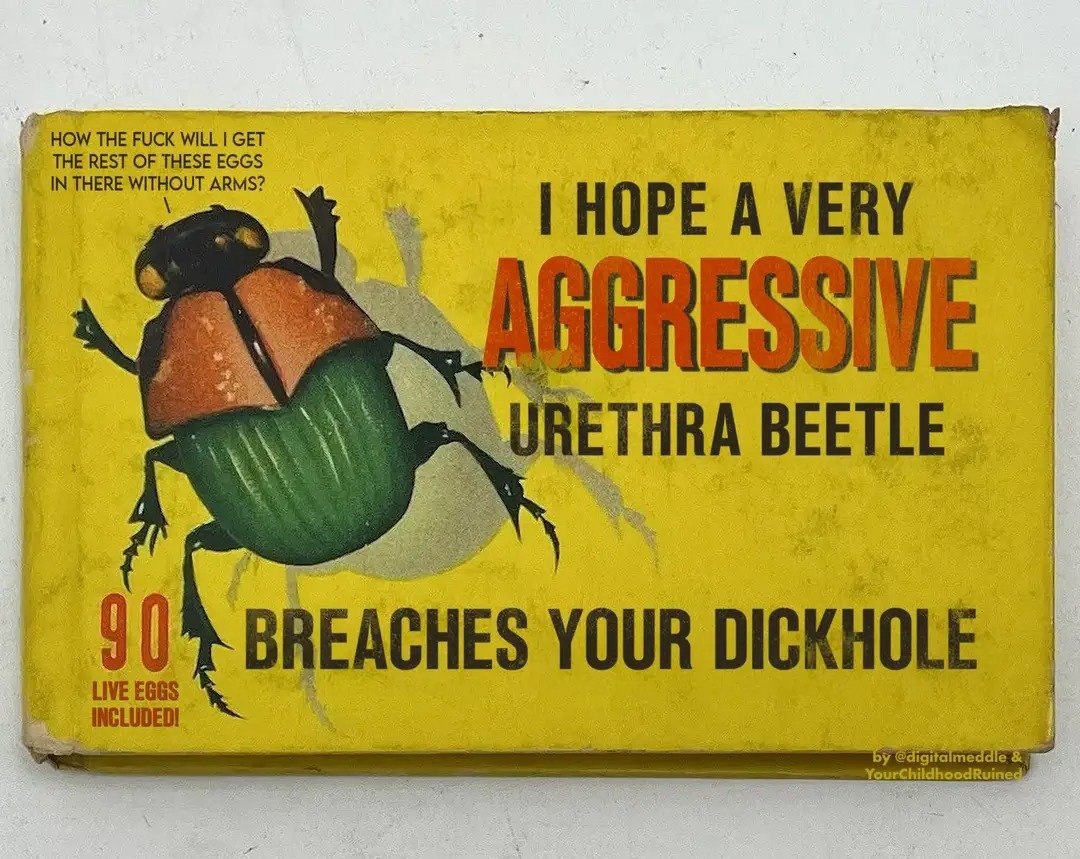 HOW THE FUCK WILL I GET
THE REST OF THESE EGGS
IN THERE WITHOUT ARMS?
I HOPE A VERY
AGGRESSIVE
URETHRA BEETLE
BREACHES YOUR DICKHOLE
90
LIVE EGGS
INCLUDED!
by @digitalmeddle &
YourChildhoodRuined